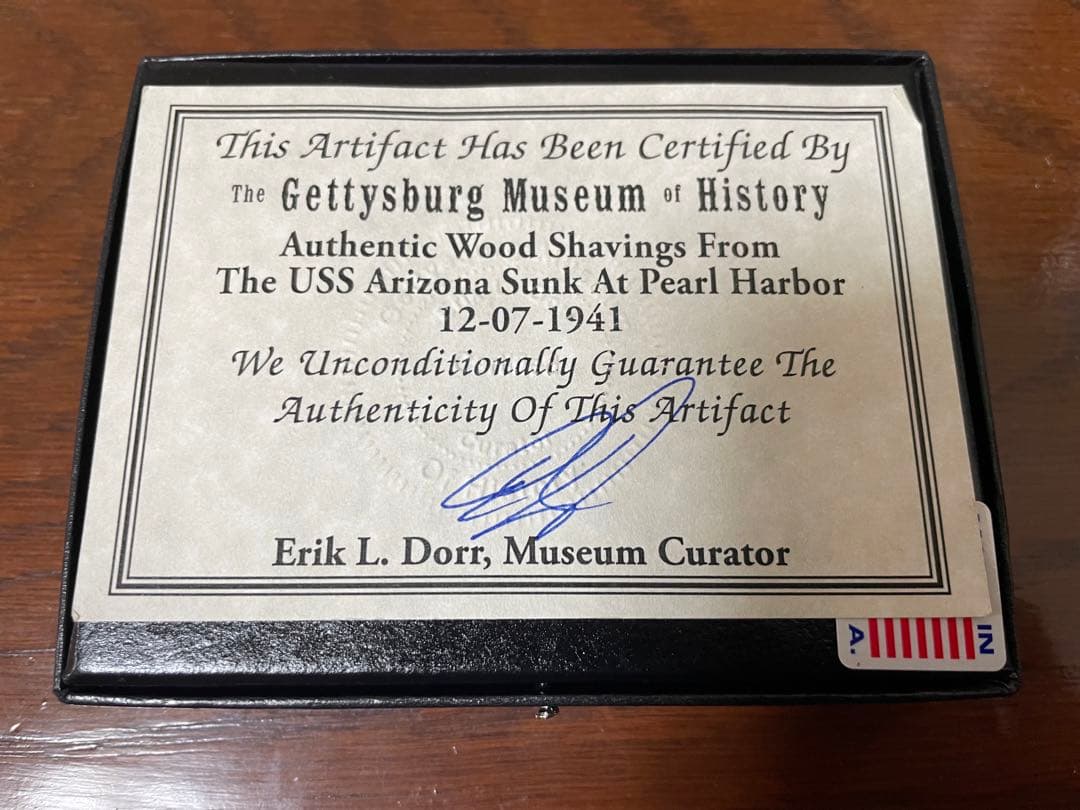 This Artifact Has Been Certified By
The Gettysburg Museum of History
Authentic Wood Shavings From
The USS Arizona Sunk At Pearl Harbor
12-07-1941
We Unconditionally Guarantee The
Authenticity Of This Artifact
Erik L. Dorr, Museum Curator
IN
A.